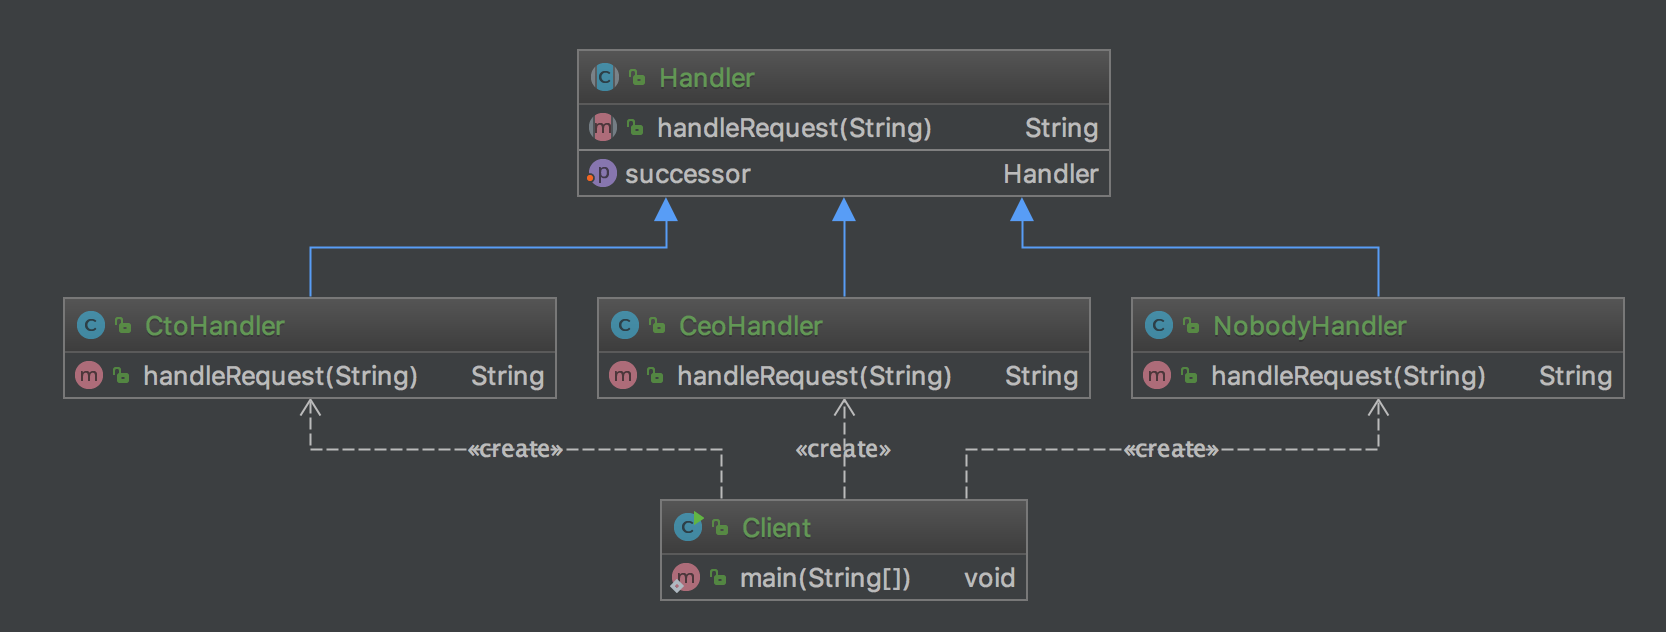 Handler
handleRequest(String) String
successor Handler
CtoHandler
handleRequest(String) String
CeoHandler
handleRequest(String) String
NobodyHandler
handleRequest(String) String
«create» «create» «create»
Client
main(String[]) void